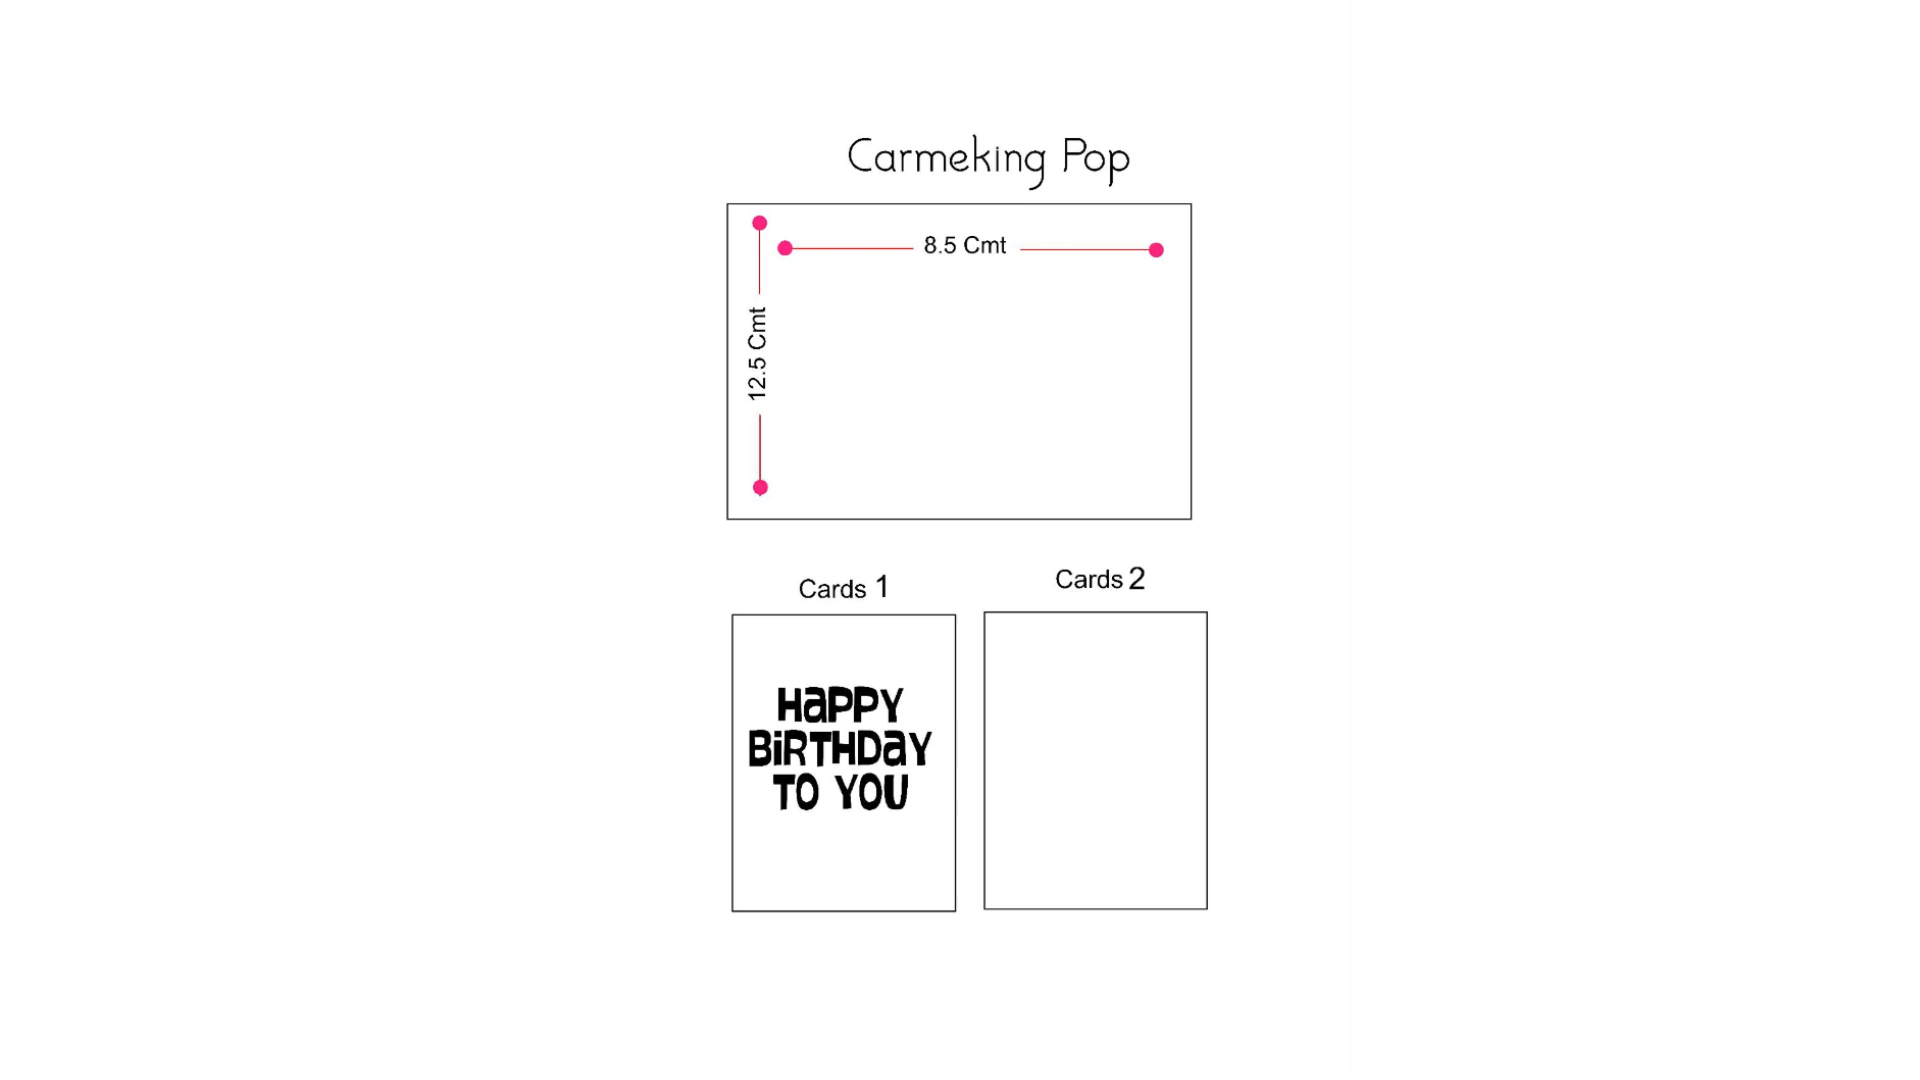 Carmeking Pop
8.5 Cmt
12.5 Cmt
Cards 1
Cards 2
HaPPY
BiRTHDaY
TO YOU